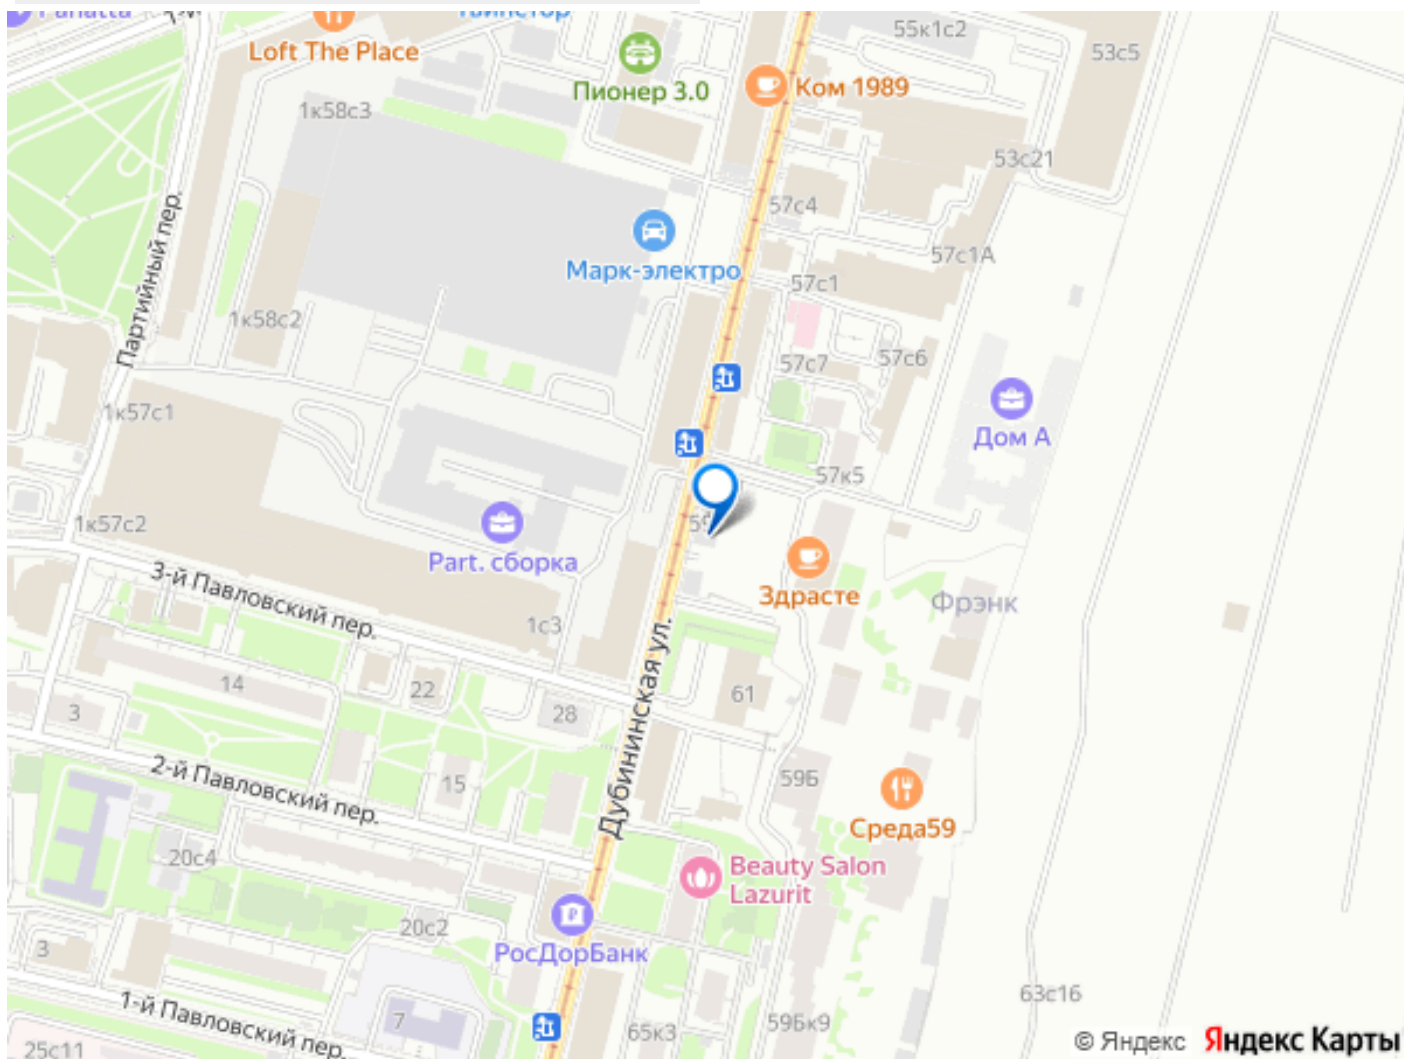 Panatta
Loft The Place
Пионер 3.0
Ком 1989
55к1с2
53с5
1к58с3
53с21
57с4
Партийный пер.
Марк-электро
57с1А
57с1
1к58с2
57с7
57с6
1к57с1
Дом А
57к5
1к57с2
Part. сборка
Здрасте
Фрэнк
3-й Павловский пер.
1с3
Дубининская ул.
14
22
61
3
28
2-й Павловский пер.
15
59Б
Среда59
20с4
Beauty Salon
Lazurit
20с2
3
РосДорБанк
1-й Павловский пер.
7
63с16
65к3
59Бк9
25с11
© Яндекс Яндекс Карты